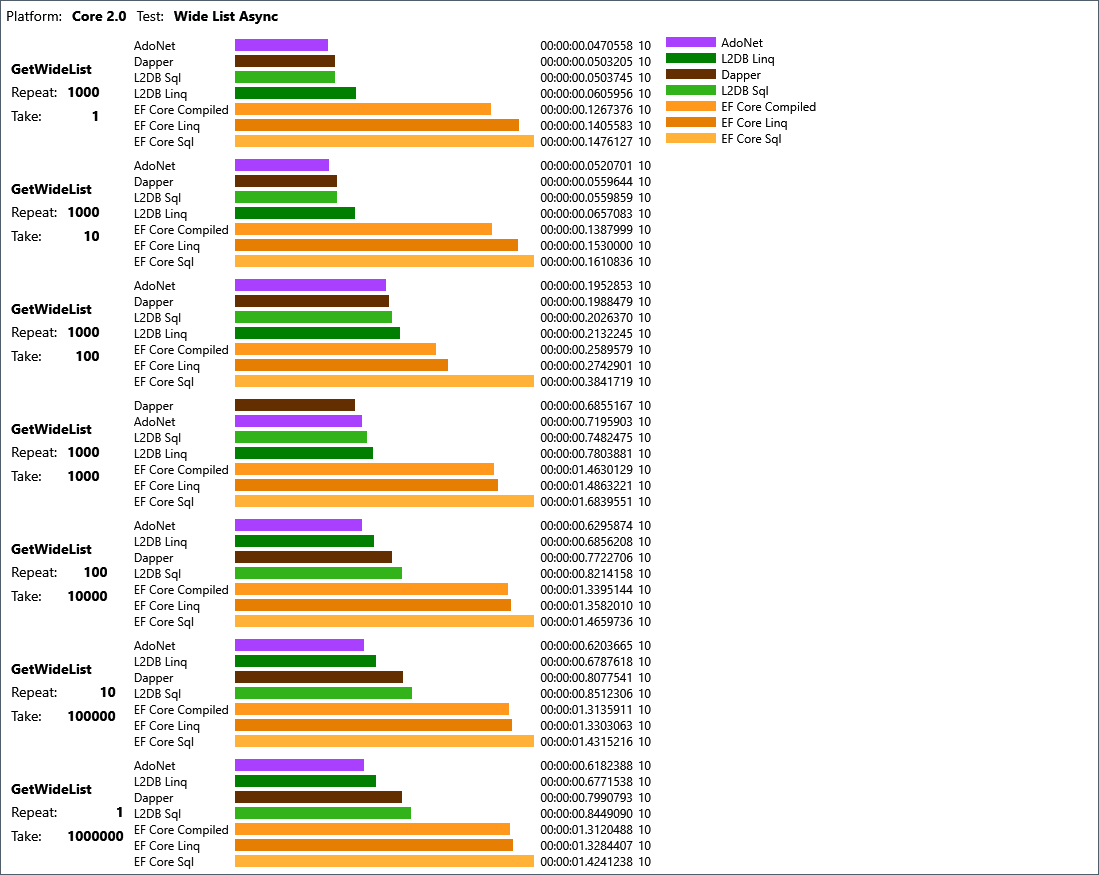 Platform: Core 2.0 Test: Wide List Async
GetWideList
Repeat: 1000
Take: 1
AdoNet 00:00:00.0470558 10
Dapper 00:00:00.0503205 10
L2DB Sql 00:00:00.0503745 10
L2DB Linq 00:00:00.0605956 10
EF Core Compiled 00:00:00.1267376 10
EF Core Linq 00:00:00.1405583 10
EF Core Sql 00:00:00.1476127 10
AdoNet
L2DB Linq
Dapper
L2DB Sql
EF Core Compiled
EF Core Linq
EF Core Sql
GetWideList
Repeat: 1000
Take: 10
AdoNet 00:00:00.0520701 10
Dapper 00:00:00.0559644 10
L2DB Sql 00:00:00.0559859 10
L2DB Linq 00:00:00.0657083 10
EF Core Compiled 00:00:00.1387999 10
EF Core Linq 00:00:00.1530000 10
EF Core Sql 00:00:00.1610836 10
GetWideList
Repeat: 1000
Take: 100
AdoNet 00:00:00.1952853 10
Dapper 00:00:00.1988479 10
L2DB Sql 00:00:00.2026370 10
L2DB Linq 00:00:00.2132245 10
EF Core Compiled 00:00:00.2589579 10
EF Core Linq 00:00:00.2742901 10
EF Core Sql 00:00:00.3841719 10
GetWideList
Repeat: 1000
Take: 1000
Dapper 00:00:00.6855167 10
AdoNet 00:00:00.7195903 10
L2DB Sql 00:00:00.7482475 10
L2DB Linq 00:00:00.7803881 10
EF Core Compiled 00:00:01.4630129 10
EF Core Linq 00:00:01.4863221 10
EF Core Sql 00:00:01.6839551 10
GetWideList
Repeat: 100
Take: 10000
AdoNet 00:00:00.6295874 10
L2DB Linq 00:00:00.6856208 10
Dapper 00:00:00.7722706 10
L2DB Sql 00:00:00.8214158 10
EF Core Compiled 00:00:01.3395144 10
EF Core Linq 00:00:01.3582010 10
EF Core Sql 00:00:01.4659736 10
GetWideList
Repeat: 10
Take: 100000
AdoNet 00:00:00.6203665 10
L2DB Linq 00:00:00.6787618 10
Dapper 00:00:00.8077541 10
L2DB Sql 00:00:00.8512306 10
EF Core Compiled 00:00:01.3135911 10
EF Core Linq 00:00:01.3303063 10
EF Core Sql 00:00:01.4315216 10
GetWideList
Repeat: 1
Take: 1000000
AdoNet 00:00:00.6182388 10
L2DB Linq 00:00:00.6771538 10
Dapper 00:00:00.7990793 10
L2DB Sql 00:00:00.8449090 10
EF Core Compiled 00:00:01.3120488 10
EF Core Linq 00:00:01.3284407 10
EF Core Sql 00:00:01.4241238 10